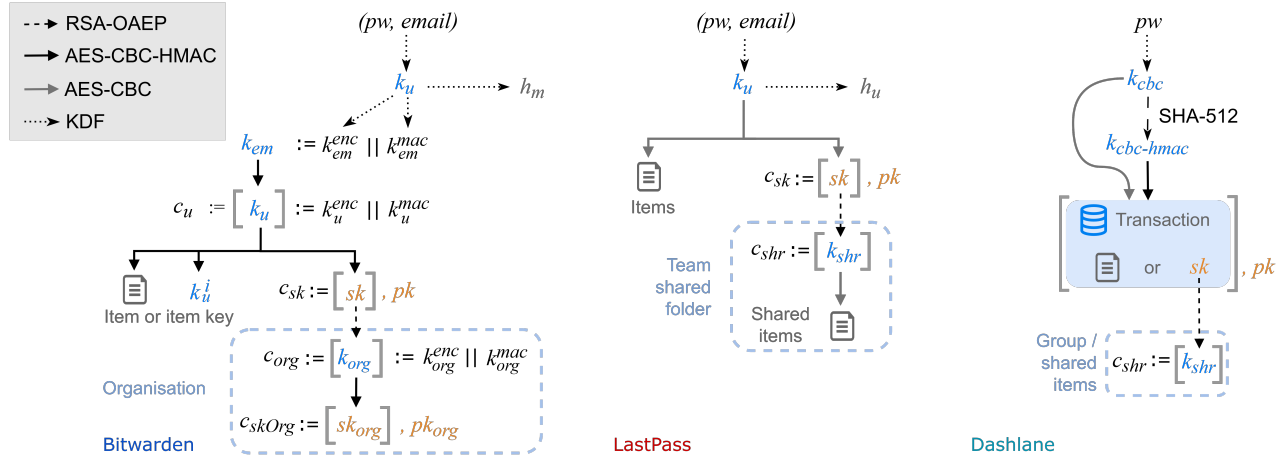 RSA-OAEP
AES-CBC-HMAC
AES-CBC
KDF
(pw, email)
k_u
h_m
k_em := k_em^enc || k_em^mac
c_u := [k_u] := k_u^enc || k_u^mac
k_u^i
Item or item key
c_sk := [sk], pk
c_org := [k_org] := k_org^enc || k_org^mac
Organisation
c_skOrg := [sk_org], pk_org
Bitwarden
(pw, email)
k_u
h_u
Items
c_sk := [sk], pk
c_shr := [k_shr]
Team
shared
folder
Shared
items
LastPass
pw
k_cbc
SHA-512
k_cbc-hmac
Transaction
or sk
, pk
Group /
shared
items
c_shr := [k_shr]
Dashlane